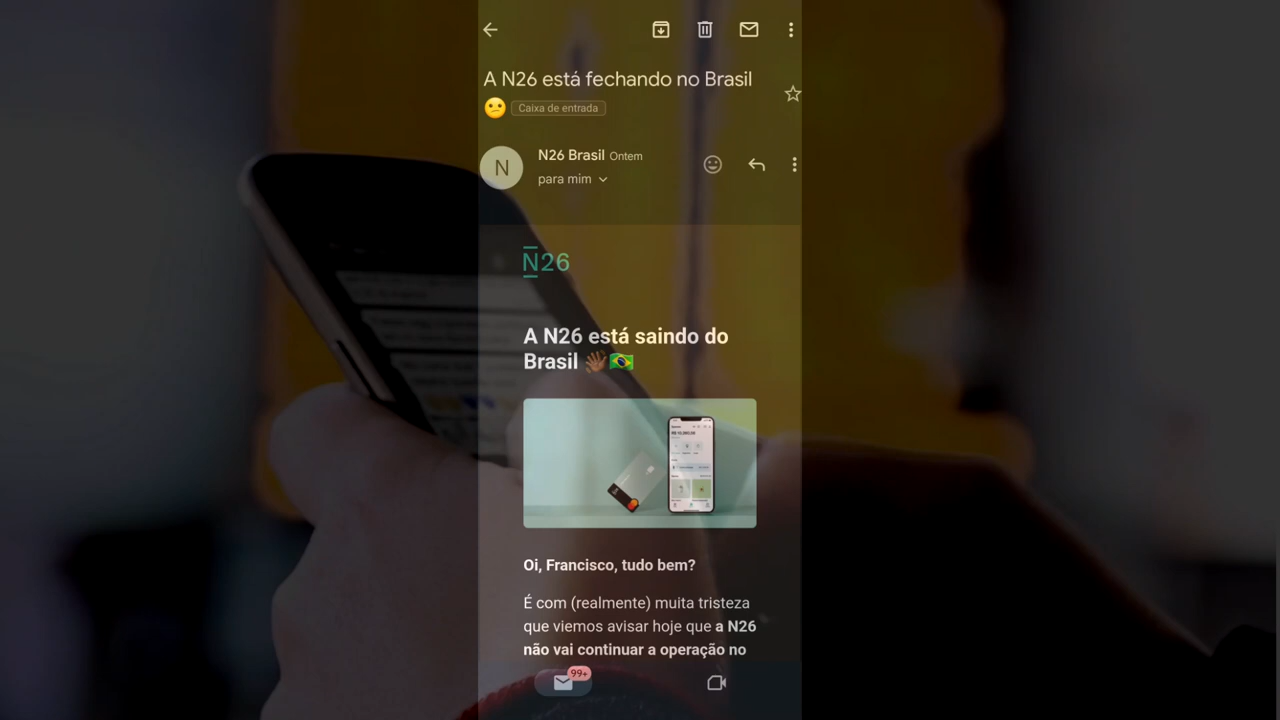 A N26 está fechando no Brasil
😕 Caixa de entrada
N26 Brasil Ontem
N
para mim
N26
A N26 está saindo do
Brasil 👋🏾🇧🇷
Oi, Francisco, tudo bem?
É com (realmente) muita tristeza
que viemos avisar hoje que a N26
não vai continuar a operação no
99+